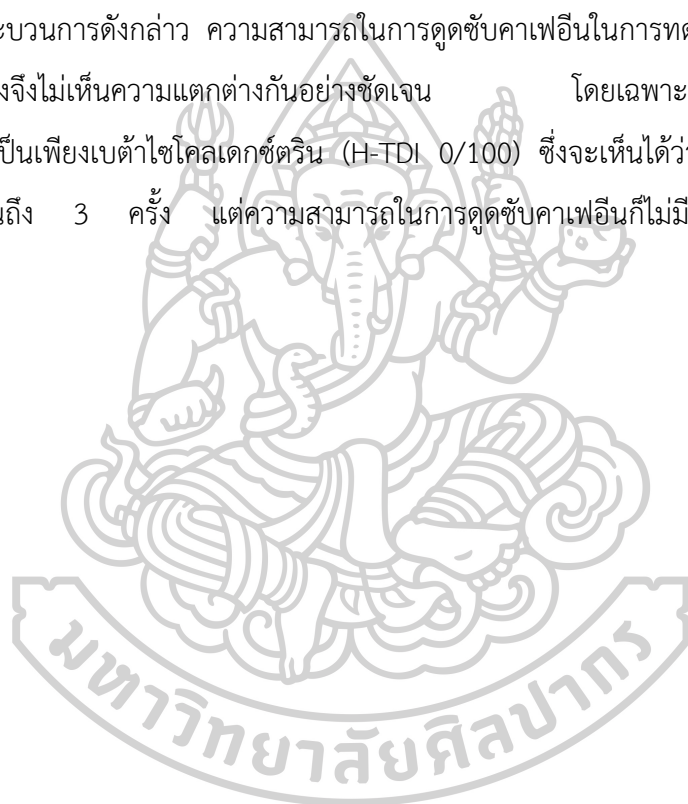 ะบวนการดังกล่าว ความสามารถในการดูดซับคาเฟอีนในการทด
งจึงไม่เห็นความแตกต่างกันอย่างชัดเจน โดยเฉพาะ
เป็นเพียงเบต้าไซโคลเดกซ์ตริน (H-TDI 0/100) ซึ่งจะเห็นได้ว่า
นถึง 3 ครั้ง แต่ความสามารถในการดูดซับคาเฟอีนก็ไม่มี
มหาวิทยาลัยศิลปากร